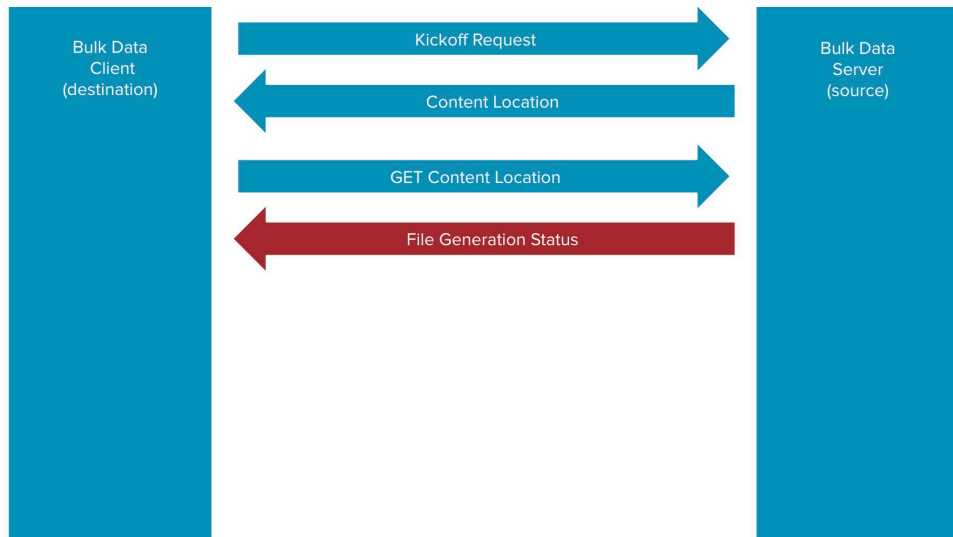 Bulk Data
Client
(destination)
Kickoff Request
Content Location
GET Content Location
File Generation Status
Bulk Data
Server
(source)